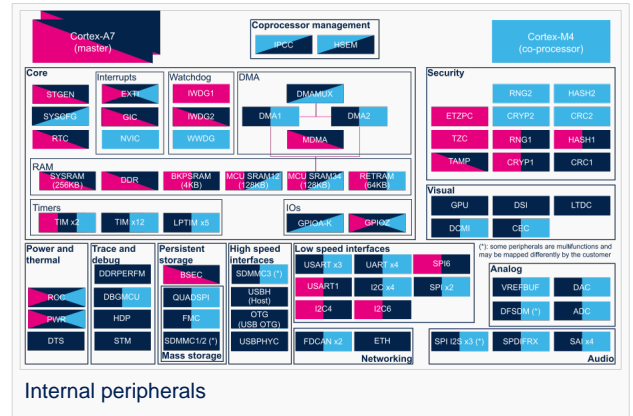 Cortex-A7
(master)
Coprocessor management
IPCC
HSEM
Cortex-M4
(co-processor)
Core
STGEN
SYSCFG
RTC
Interrupts
EXTI
GIC
NVIC
Watchdog
IWDG1
IWDG2
WWDG
DMA
DMAMUX
DMA1
DMA2
MDMA
Security
RNG2
HASH2
ETZPC
CRYP2
CRC2
TZC
RNG1
HASH1
TAMP
CRYP1
CRC1
RAM
SYSRAM
(256KB)
DDR
BKPSRAM
(4KB)
MCU SRAM12
(128KB)
MCU SRAM34
(128KB)
RETRAM
(64KB)
Visual
GPU
DSI
LTDC
DCMI
CEC
Timers
TIM x2
TIM x12
LPTIM x5
IOs
GPIOA-K
GPIOZ
(*): some peripherals are multifunctions and
may be mapped differently by the customer
Power and
thermal
RCC
PWR
DTS
Trace and
debug
DDRPERFM
DBGMCU
HDP
STM
Persistent
storage
BSEC
QUADSPI
FMC
SDMMC1/2 (*)
Mass storage
High speed
interfaces
SDMMC3 (*)
USBH
(Host)
OTG
(USB OTG)
USBPHYC
Low speed interfaces
USART x3
UART x4
SPI6
USART1
I2C x4
SPI x2
I2C4
I2C6
FDCAN x2
ETH
Networking
Analog
VREFBUF
DAC
DFSDM (*)
ADC
SPI I2S x3 (*)
SPDIFRX
SAI x4
Audio
Internal peripherals